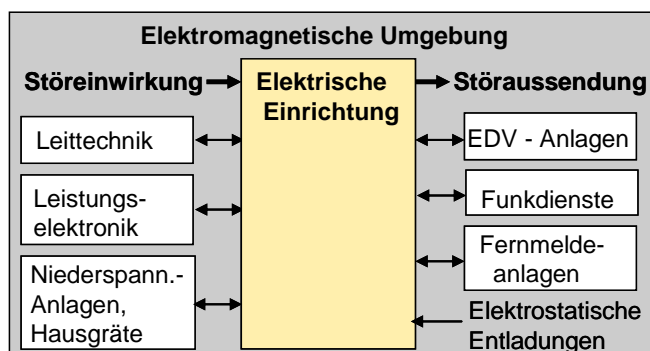 Elektromagnetische Umgebung
Störeinwirkung
Elektrische
Einrichtung
Störaussendung
Leittechnik
Leistungs-
elektronik
Niederspann.-
Anlagen,
Hausgräte
EDV - Anlagen
Funkdienste
Fernmelde-
anlagen
Elektrostatische
Entladungen